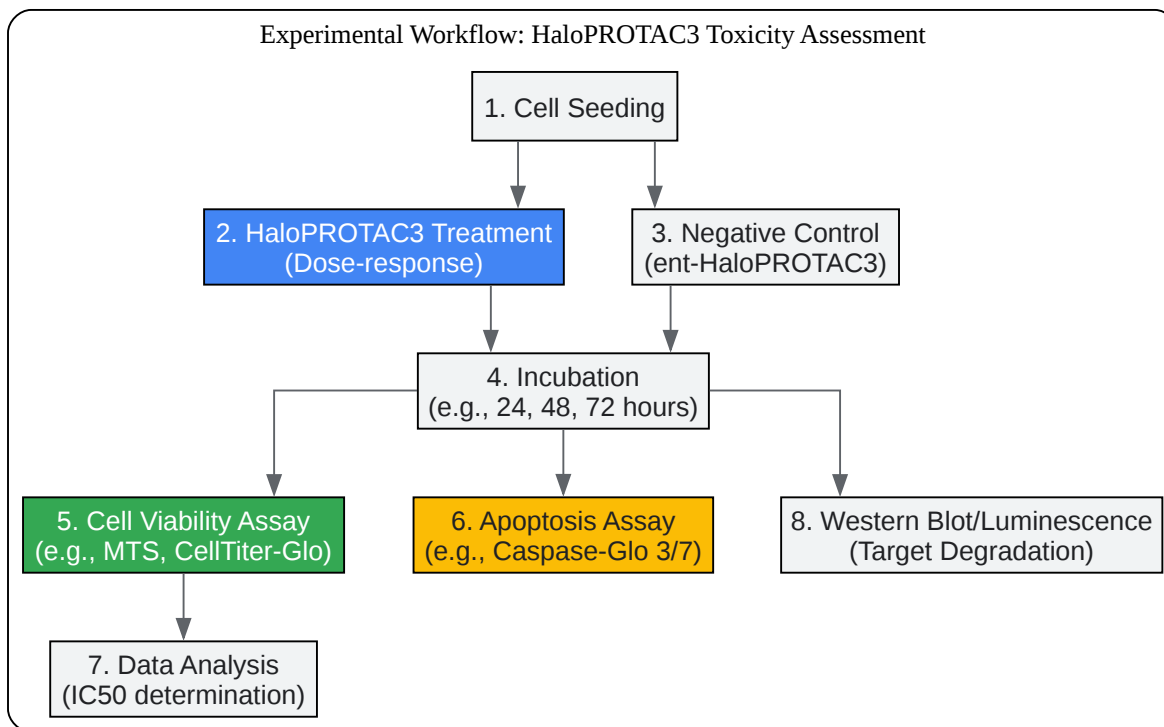 Experimental Workflow: HaloPROTAC3 Toxicity Assessment
1. Cell Seeding
2. HaloPROTAC3 Treatment
(Dose-response)
3. Negative Control
(ent-HaloPROTAC3)
4. Incubation
(e.g., 24, 48, 72 hours)
5. Cell Viability Assay
(e.g., MTS, CellTiter-Glo)
6. Apoptosis Assay
(e.g., Caspase-Glo 3/7)
8. Western Blot/Luminescence
(Target Degradation)
7. Data Analysis
(IC50 determination)